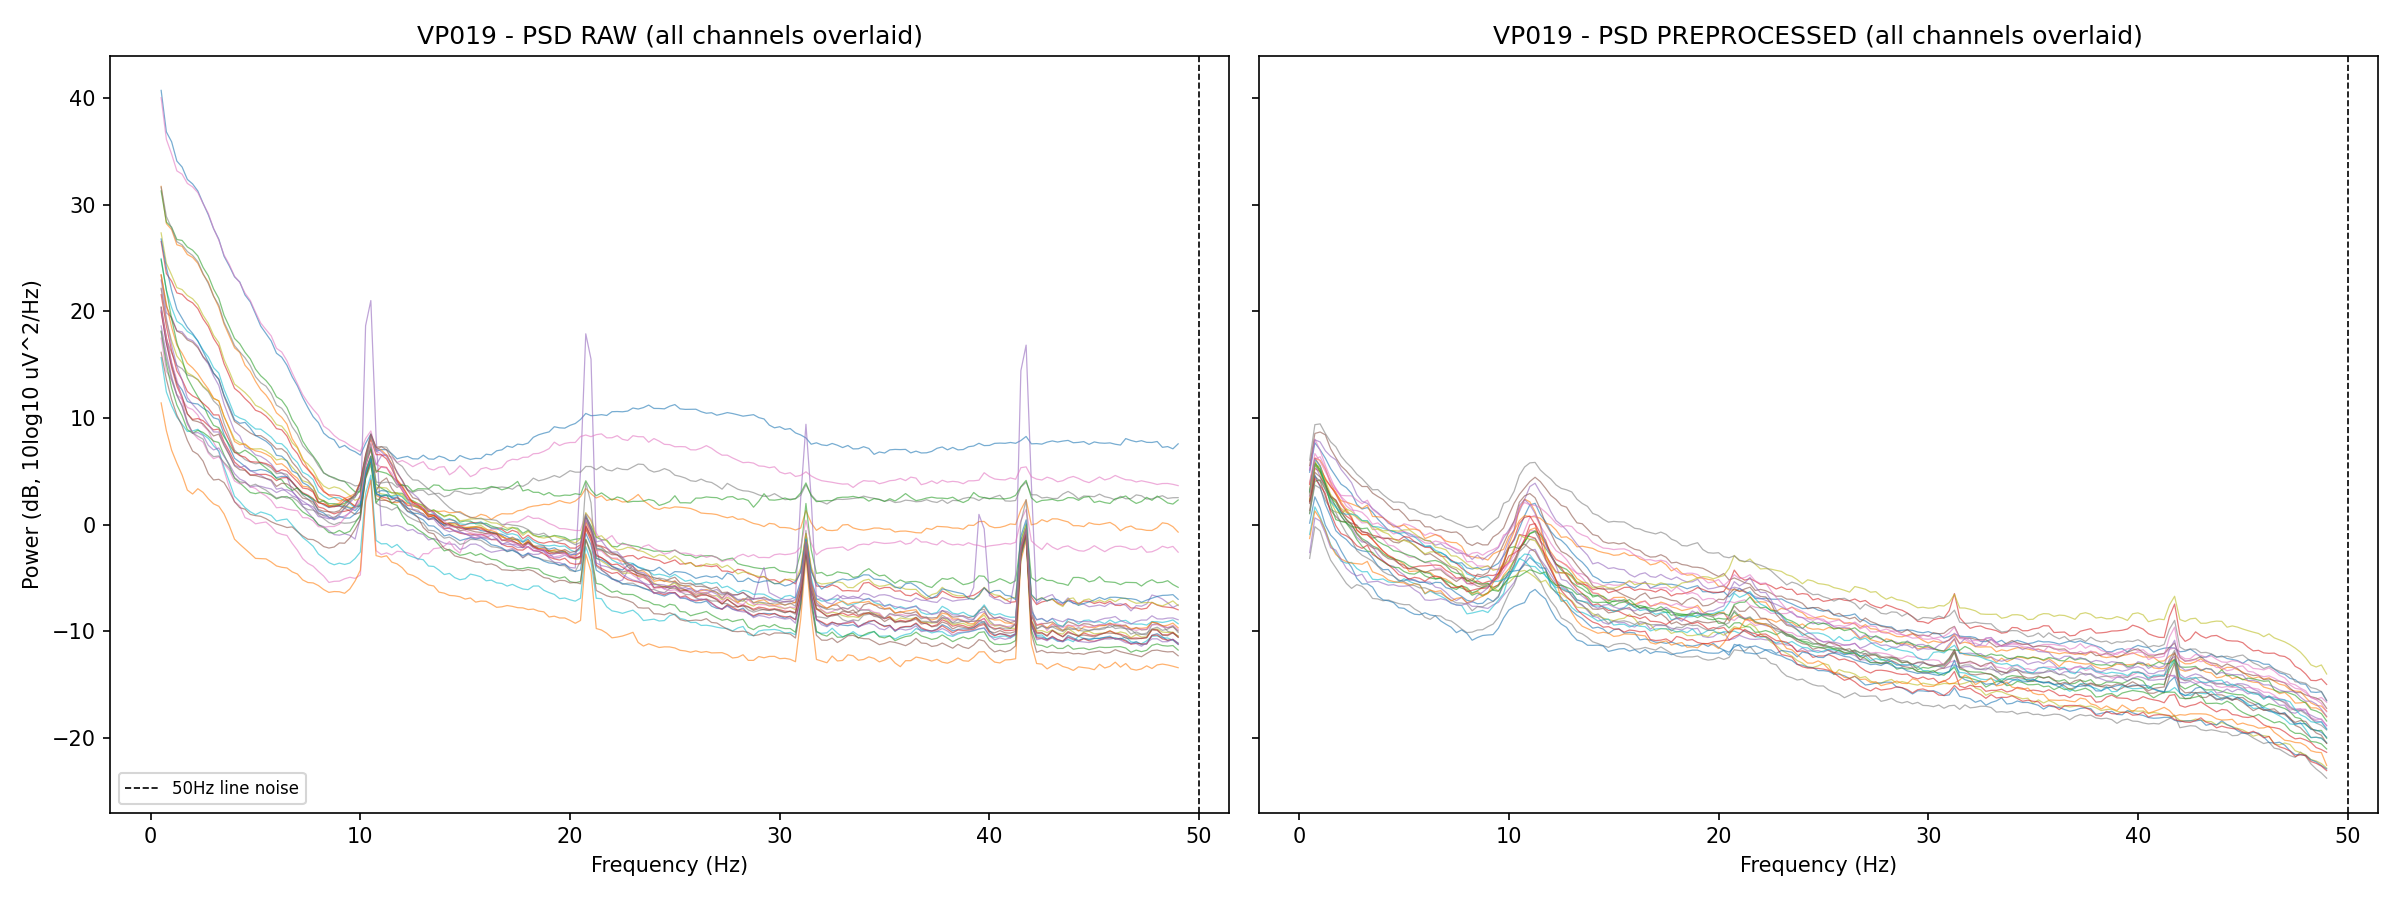 VP019 - PSD RAW (all channels overlaid)
VP019 - PSD PREPROCESSED (all channels overlaid)
Power (dB, 10log10 uV^2/Hz)
40
30
20
10
0
−10
−20
50Hz line noise
0 10 20 30 40 50
0 10 20 30 40 50
Frequency (Hz)
Frequency (Hz)